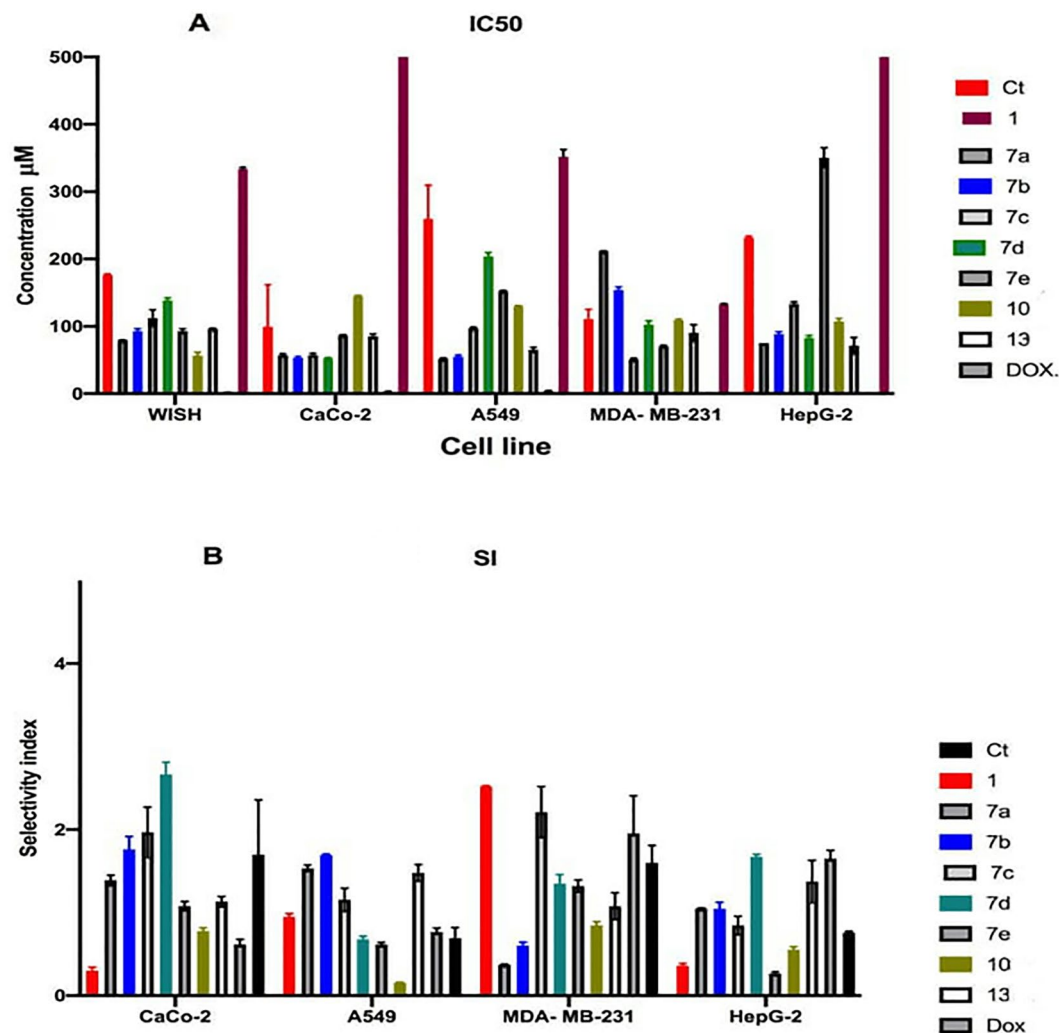 A
IC50
500
400
300
200
100
0
Concentration µM
WISH
CaCo-2
A549
MDA- MB-231
HepG-2
Cell line
Ct
1
7a
7b
7c
7d
7e
10
13
DOX.
B
SI
4
2
0
Selectivity index
CaCo-2
A549
MDA- MB-231
HepG-2
Ct
1
7a
7b
7c
7d
7e
10
13
Dox